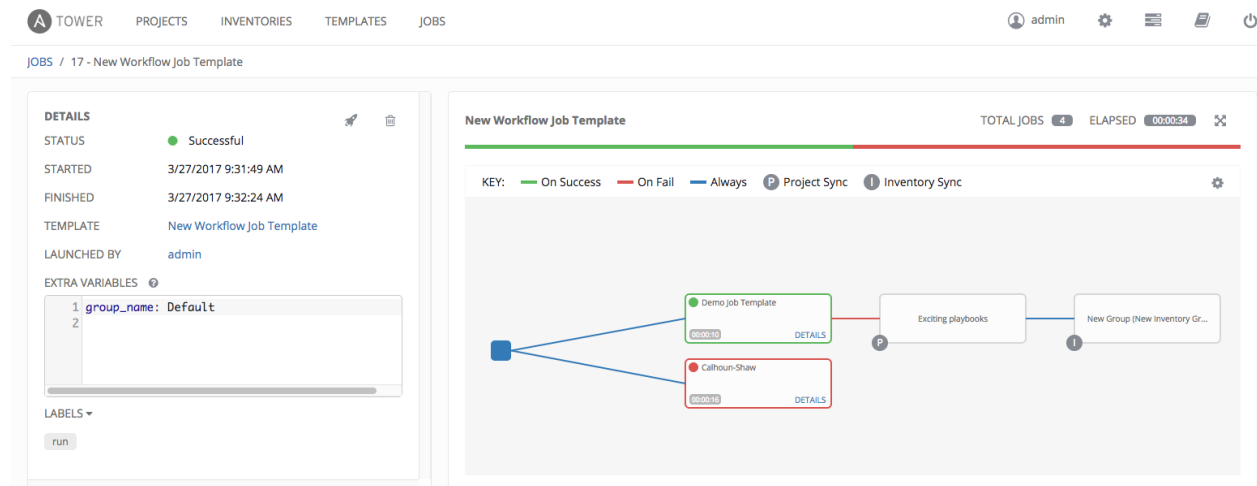 A TOWER PROJECTS INVENTORIES TEMPLATES JOBS admin
JOBS / 17 - New Workflow Job Template
DETAILS
STATUS Successful
STARTED 3/27/2017 9:31:49 AM
FINISHED 3/27/2017 9:32:24 AM
TEMPLATE New Workflow Job Template
LAUNCHED BY admin
EXTRA VARIABLES ?
1 group_name: Default
2
LABELS
run
New Workflow Job Template TOTAL JOBS 4 ELAPSED 00:00:34
KEY: On Success On Fail Always P Project Sync I Inventory Sync
Demo Job Template
00:00:10 DETAILS
Exciting playbooks
P
New Group (New Inventory Gr...
I
Calhoun-Shaw
00:00:16 DETAILS